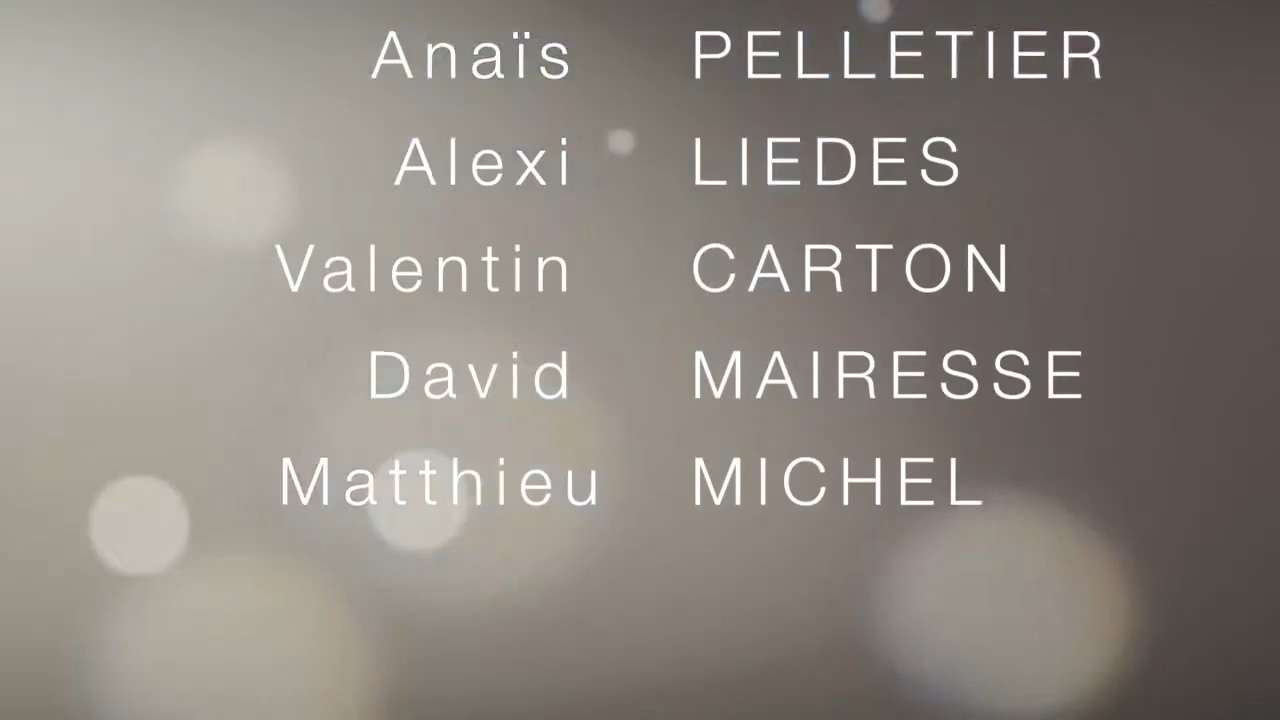 Anaïs PELLETIER
Alexi LIEDES
Valentin CARTON
David MAIRESSE
Matthieu MICHEL